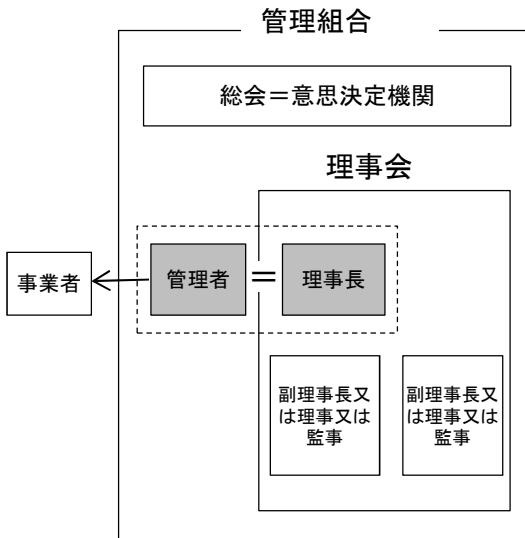 管理組合
総会＝意思決定機関
理事会
事業者
管理者
＝
理事長
副理事長又
は理事又は
監事
副理事長又
は理事又は
監事